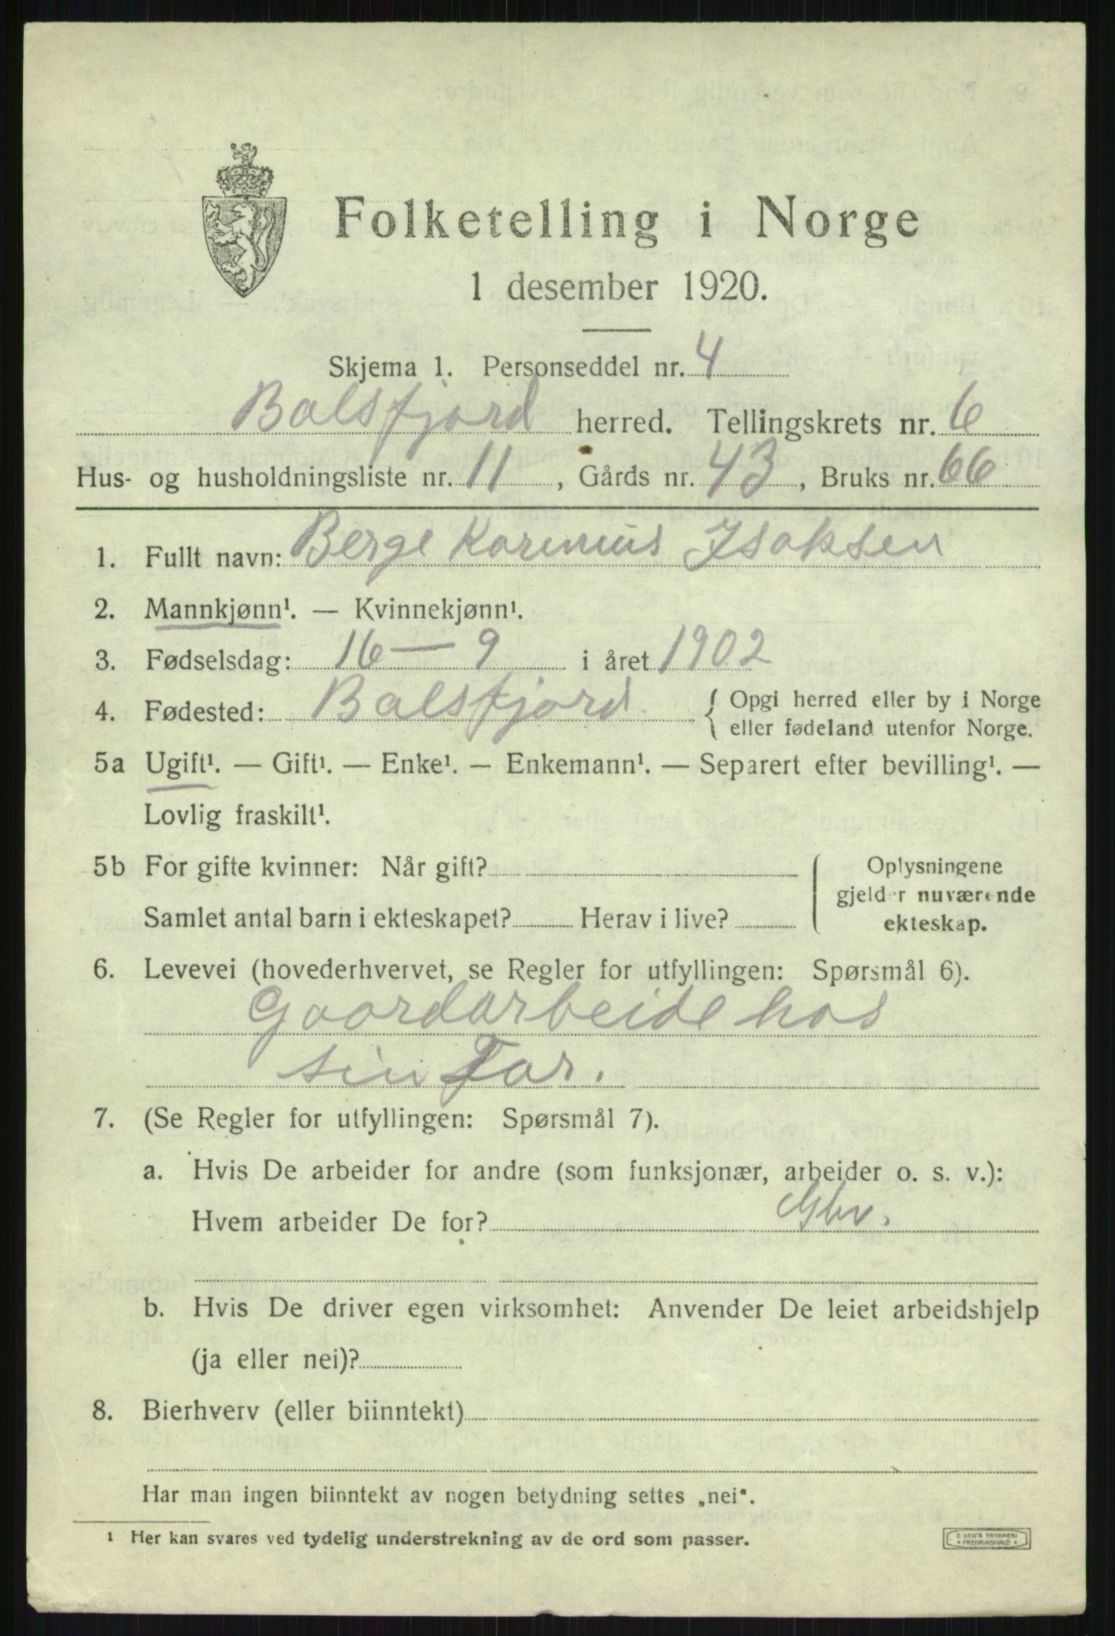 Folketelling i Norge
1 desember 1920.
Skjema 1. Personseddel nr. 4
Balsfjord herred. Tellingskrets nr. 6
Hus- og husholdningsliste nr. 11, Gårds nr. 43, Bruks nr. 66
1. Fullt navn: Berge Karinius Isaksen
2. Mannkjønn¹. — Kvinnekjønn¹.
3. Fødselsdag: 16 — 9 i året 1902
4. Fødested: Balsfjord { Opgi herred eller by i Norge
eller fødeland utenfor Norge.
5a Ugift¹. — Gift¹. — Enke¹. — Enkemann¹. — Separert efter bevilling¹. —
Lovlig fraskilt¹.
5b For gifte kvinner: Når gift?
Samlet antal barn i ekteskapet? Herav i live?
Oplysningene
gjelder nuværende
ekteskap.
6. Levevei (hovederhvervet, se Regler for utfyllingen: Spørsmål 6).
Gaardarbeide hos
sin Far.
7. (Se Regler for utfyllingen: Spørsmål 7).
a. Hvis De arbeider for andre (som funksjonær, arbeider o. s. v.):
Hvem arbeider De for?
b. Hvis De driver egen virksomhet: Anvender De leiet arbeidshjelp
(ja eller nei)?
8. Bierhverv (eller biinntekt)
Har man ingen biinntekt av nogen betydning settes „nei“.
¹ Her kan svares ved tydelig understrekning av de ord som passer.